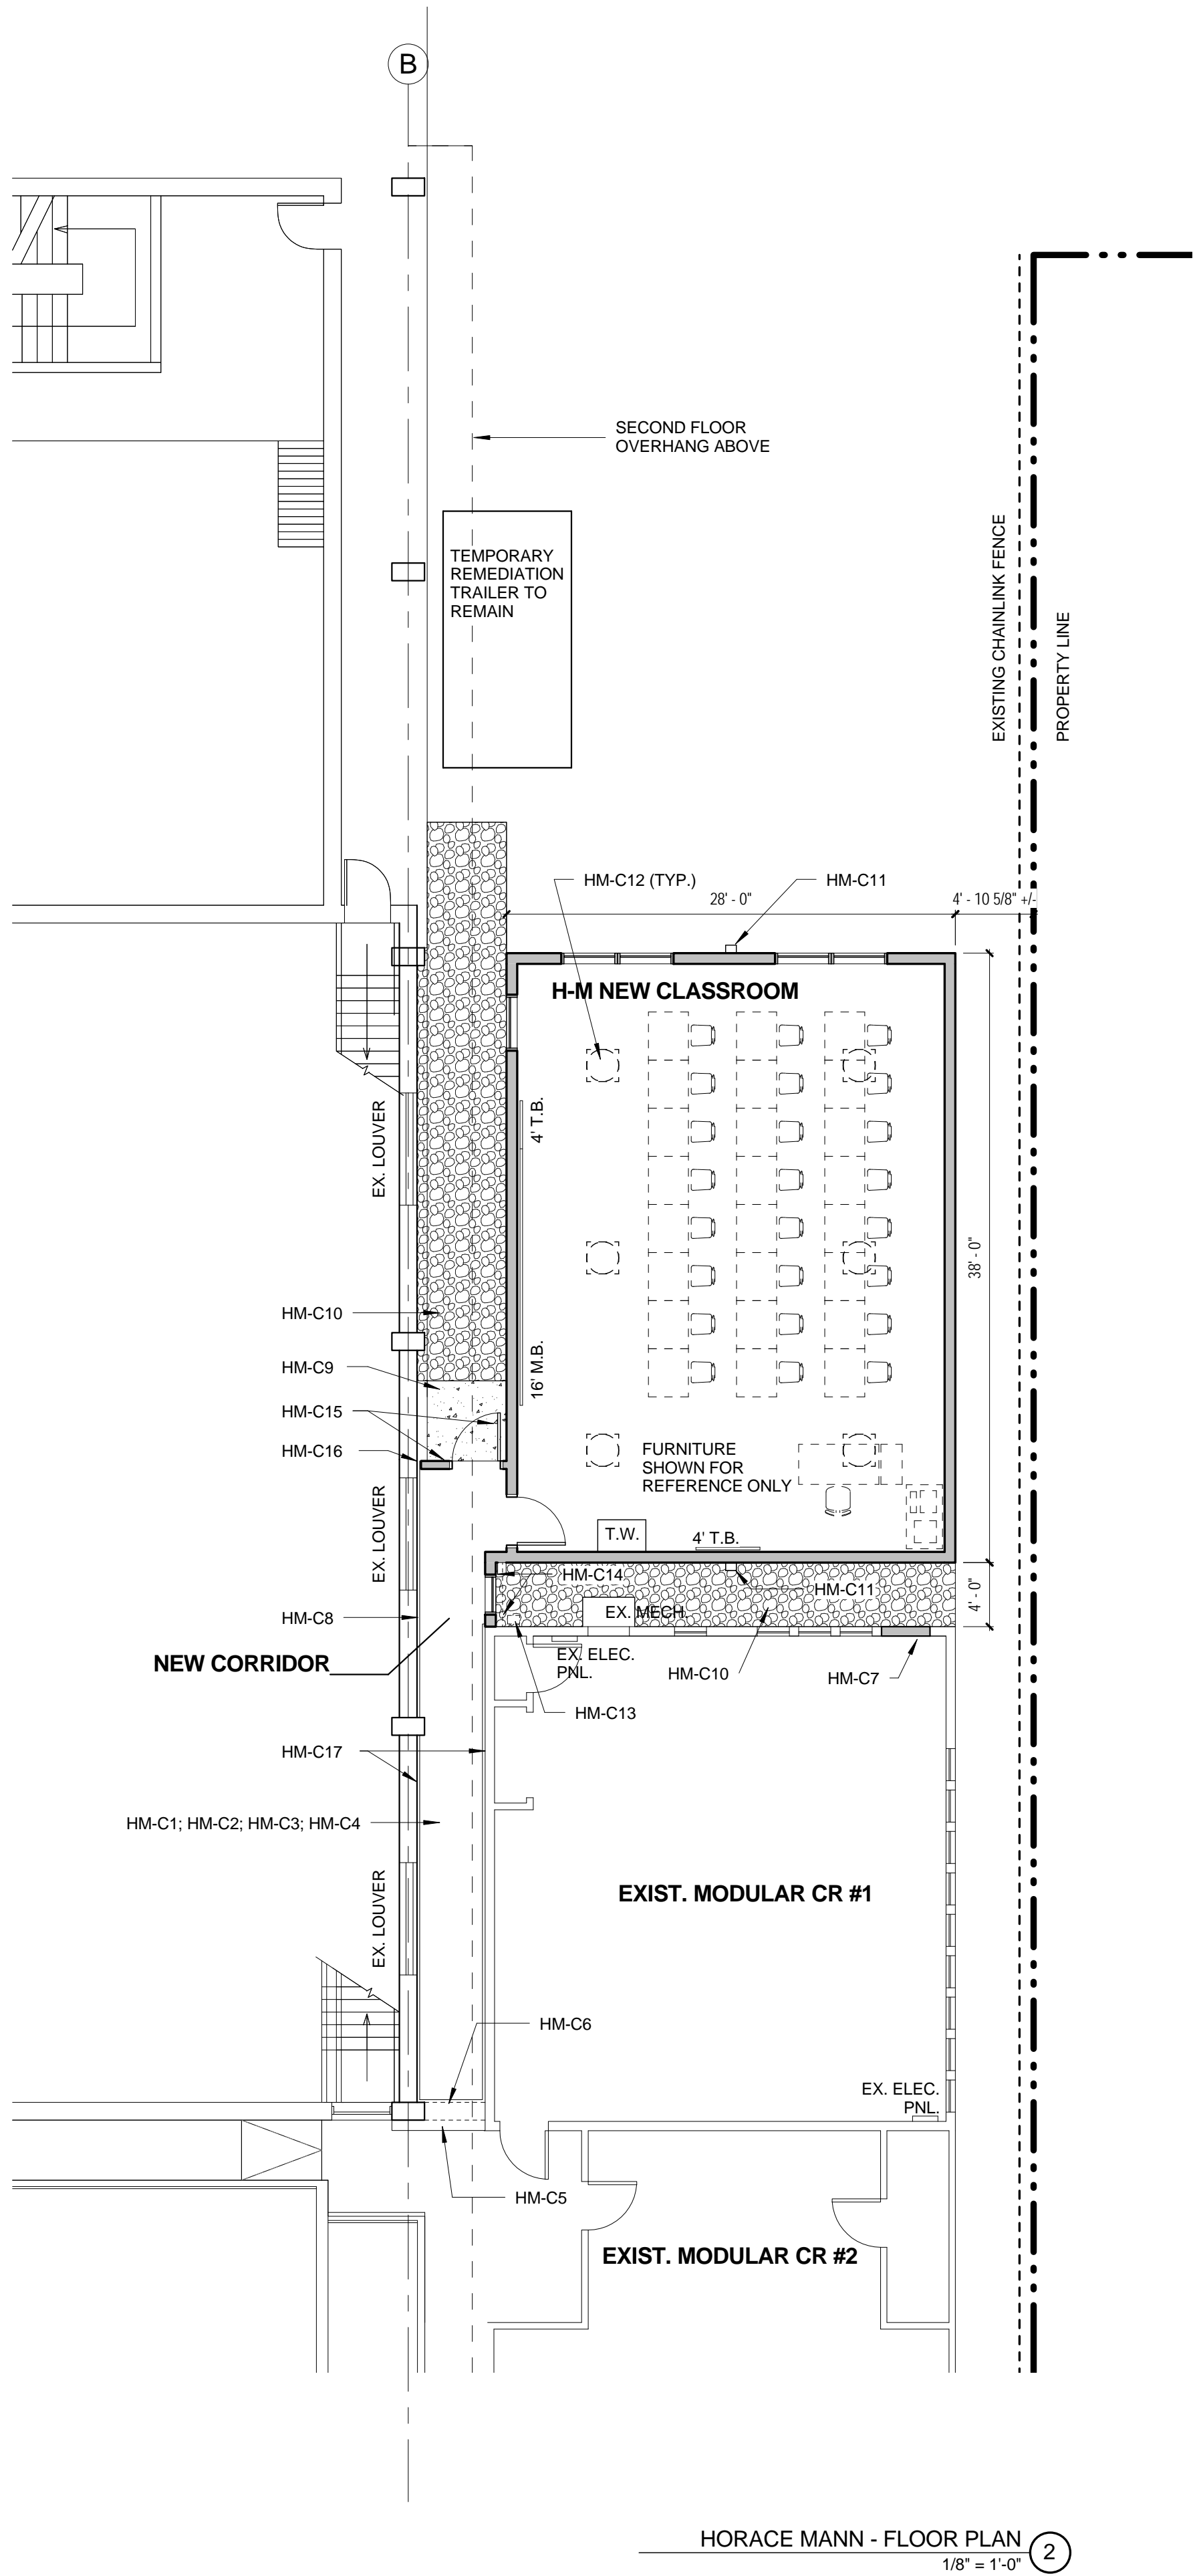 B
SECOND FLOOR
OVERHANG ABOVE
TEMPORARY
REMEDIATION
TRAILER TO
REMAIN
EXISTING CHAINLINK FENCE
PROPERTY LINE
HM-C12 (TYP.)
HM-C11
28' - 0"
4' - 10 5/8" +/-
H-M NEW CLASSROOM
4' T.B.
EX. LOUVER
38' - 0"
HM-C10
16' M.B.
HM-C9
HM-C15
HM-C16
FURNITURE
SHOWN FOR
REFERENCE ONLY
EX. LOUVER
T.W.
4' T.B.
HM-C14
HM-C11
4' - 0"
HM-C8
EX. MECH.
NEW CORRIDOR
EX. ELEC.
PNL.
HM-C10
HM-C7
HM-C13
HM-C17
HM-C1; HM-C2; HM-C3; HM-C4
EXIST. MODULAR CR #1
EX. LOUVER
HM-C6
EX. ELEC.
PNL.
HM-C5
EXIST. MODULAR CR #2
HORACE MANN - FLOOR PLAN
2
1/8" = 1'-0"